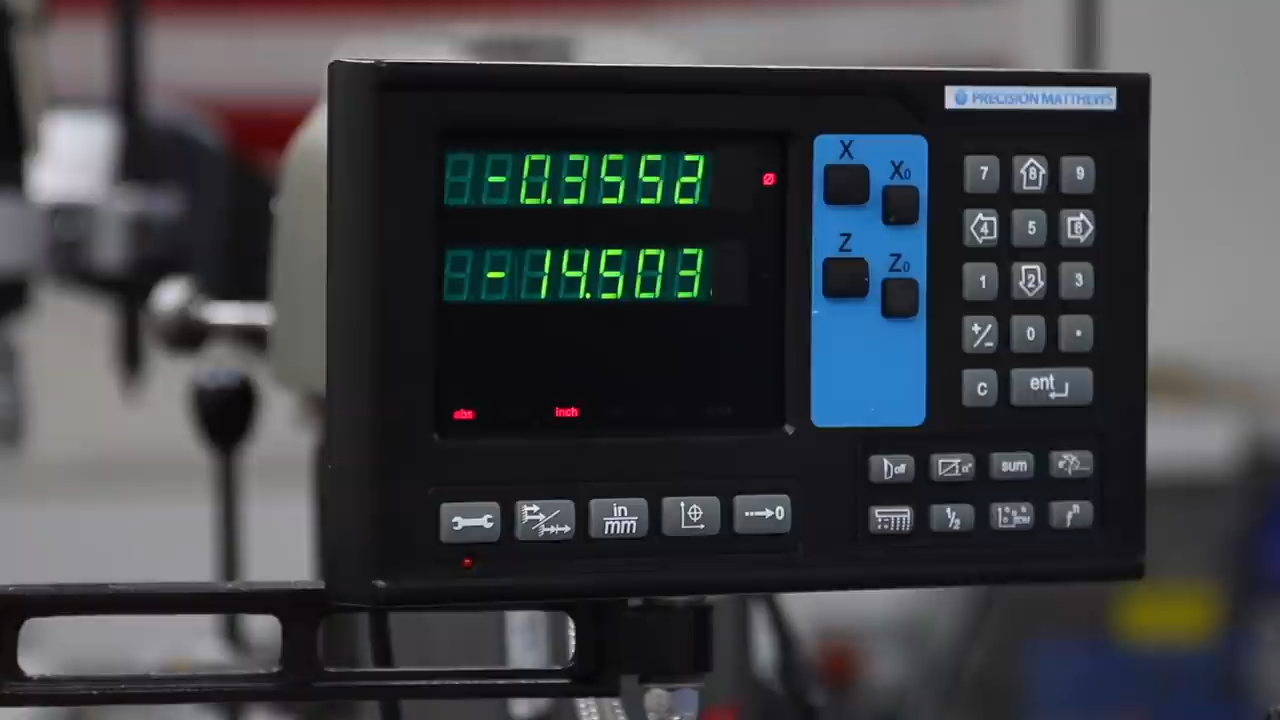 PRECISION MATTHEWS
-0.3552
Ø
X
X0
-14.503
Z
Z0
abs
inch
7
8
9
4
5
6
1
2
3
+/-
0
.
c
ent
in
mm
→0
off
α°
sum
1/2